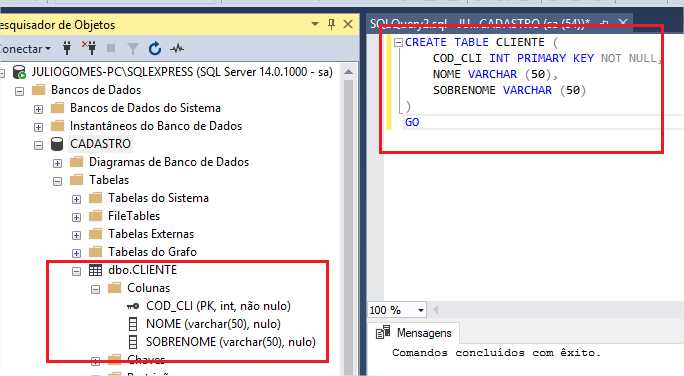 esquisador de Objetos
Conectar
JULIOGOMES-PC\SQLEXPRESS (SQL Server 14.0.1000 - sa)
Bancos de Dados
Bancos de Dados do Sistema
Instantâneos do Banco de Dados
CADASTRO
Diagramas de Banco de Dados
Tabelas
Tabelas do Sistema
FileTables
Tabelas Externas
Tabelas do Grafo
dbo.CLIENTE
Colunas
COD_CLI (PK, int, não nulo)
NOME (varchar(50), nulo)
SOBRENOME (varchar(50), nulo)
Chaves
SQLQuery2.sql - JUL...CADASTRO (sa (54))*
CREATE TABLE CLIENTE (
COD_CLI INT PRIMARY KEY NOT NULL,
NOME VARCHAR (50),
SOBRENOME VARCHAR (50)
)
GO
100 %
Mensagens
Comandos concluídos com êxito.